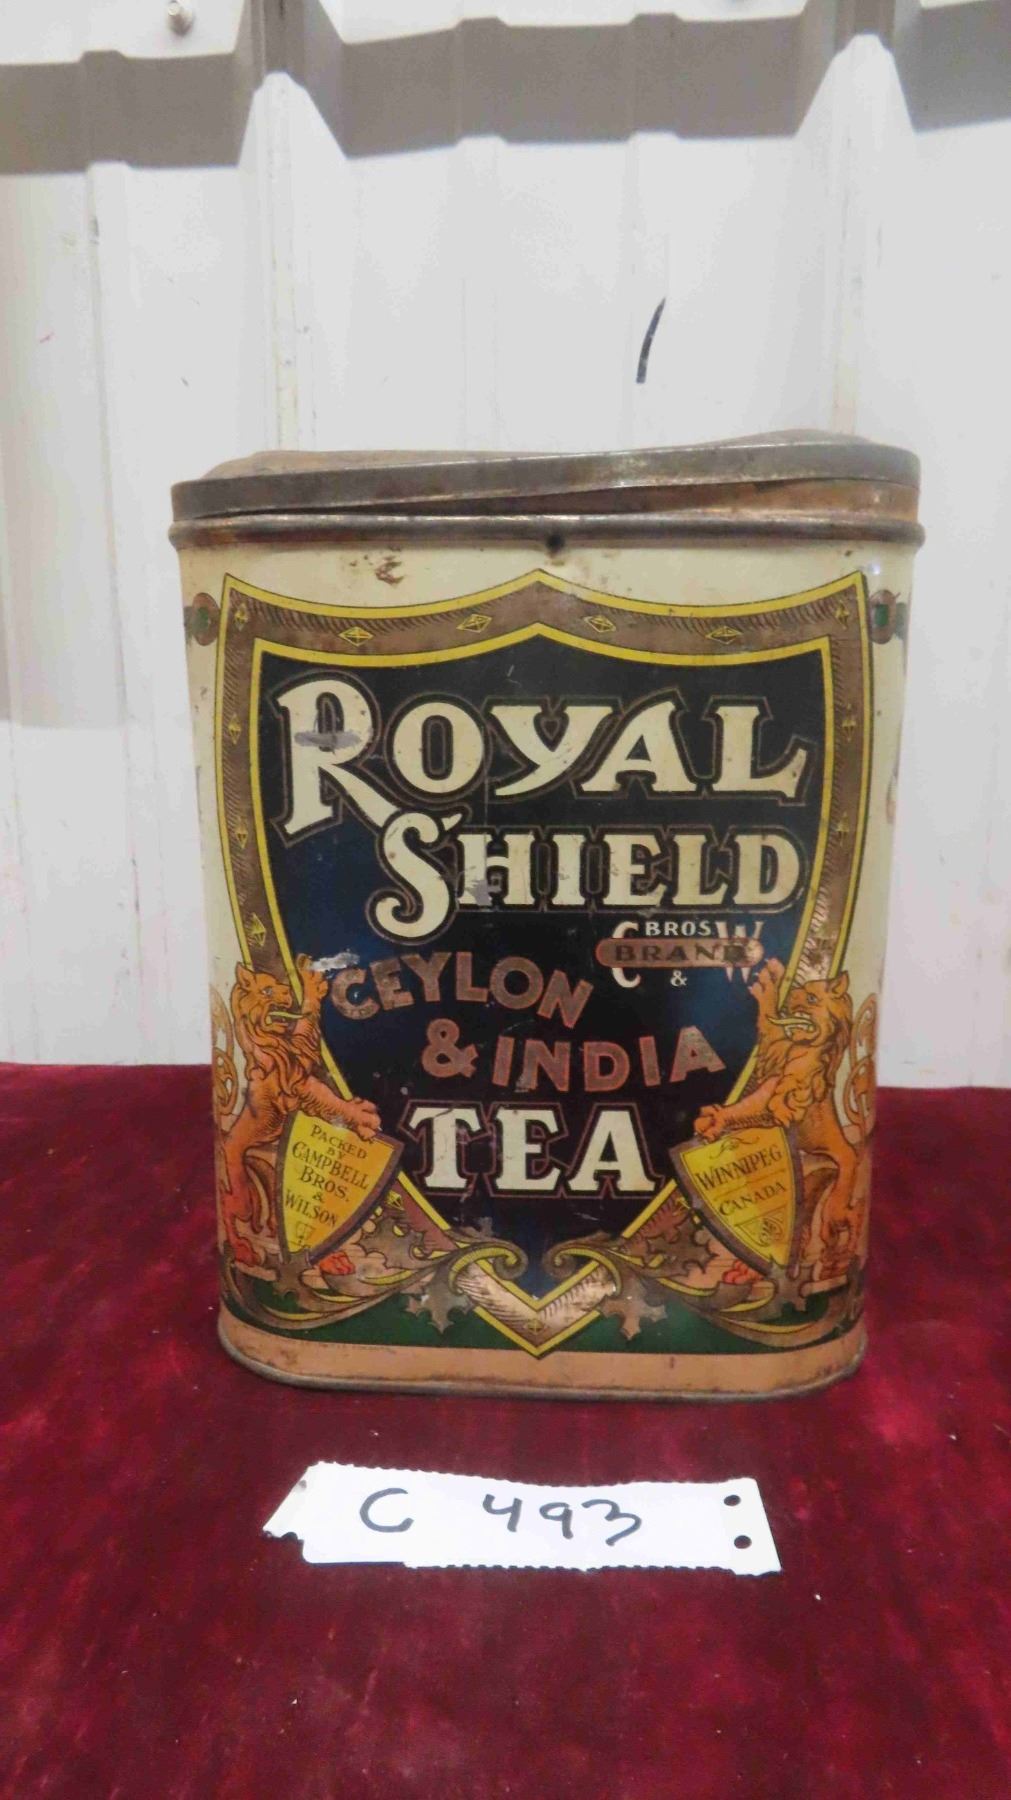 ROYAL
SHIELD
C BROS W
BRAND
&
CEYLON
& INDIA
TEA
PACKED
BY
CAMPBELL
BROS.
&
WILSON
WINNIPEG
CANADA
C 493